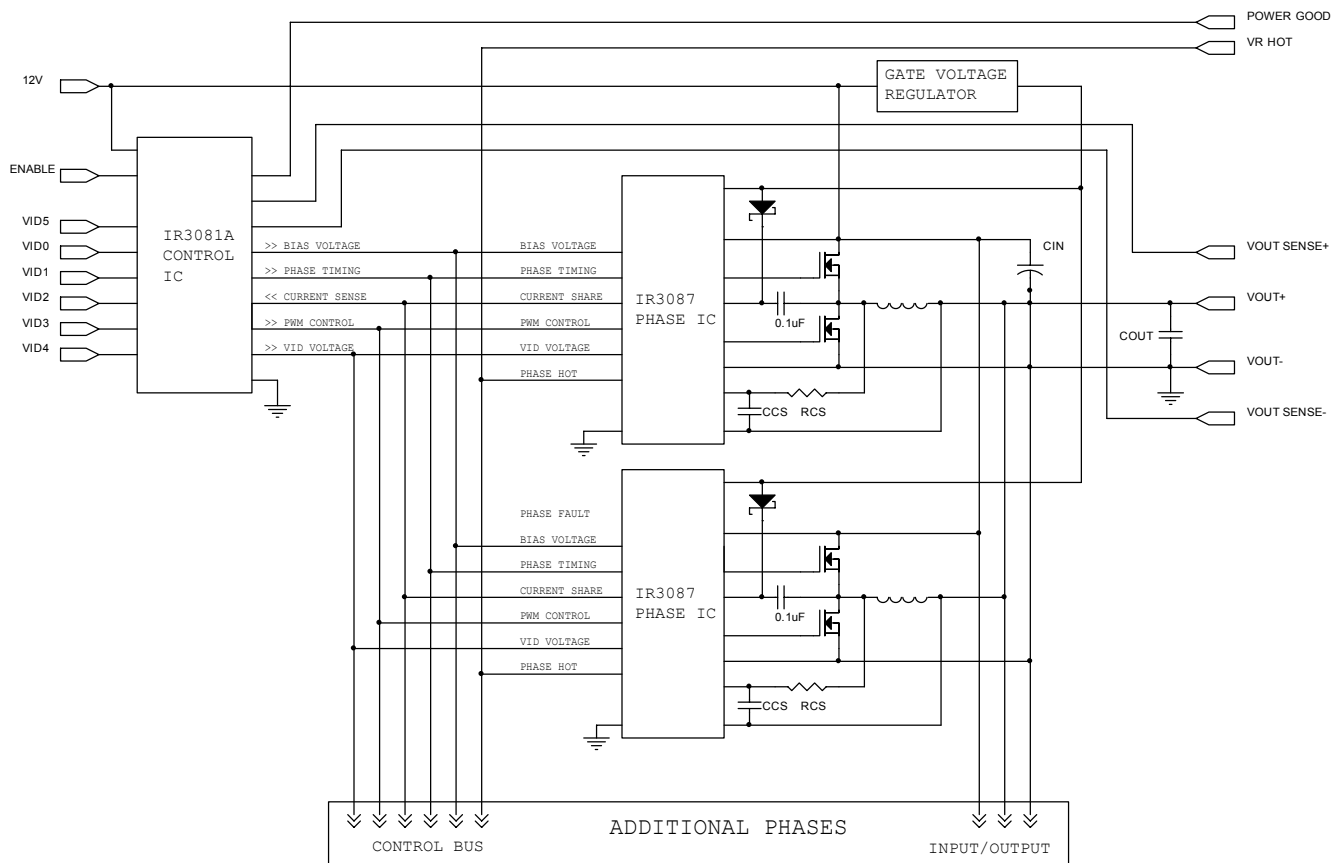 POWER GOOD
VR HOT
12V
GATE VOLTAGE
REGULATOR
ENABLE
VID5
VID0
VID1
VID2
VID3
VID4
IR3081A
CONTROL
IC
>> BIAS VOLTAGE
>> PHASE TIMING
<< CURRENT SENSE
>> PWM CONTROL
>> VID VOLTAGE
BIAS VOLTAGE
PHASE TIMING
CURRENT SHARE
PWM CONTROL
VID VOLTAGE
PHASE HOT
IR3087
PHASE IC
0.1uF
CCS
RCS
CIN
COUT
VOUT SENSE+
VOUT+
VOUT-
VOUT SENSE-
PHASE FAULT
BIAS VOLTAGE
PHASE TIMING
CURRENT SHARE
PWM CONTROL
VID VOLTAGE
PHASE HOT
IR3087
PHASE IC
0.1uF
CCS
RCS
ADDITIONAL PHASES
CONTROL BUS
INPUT/OUTPUT